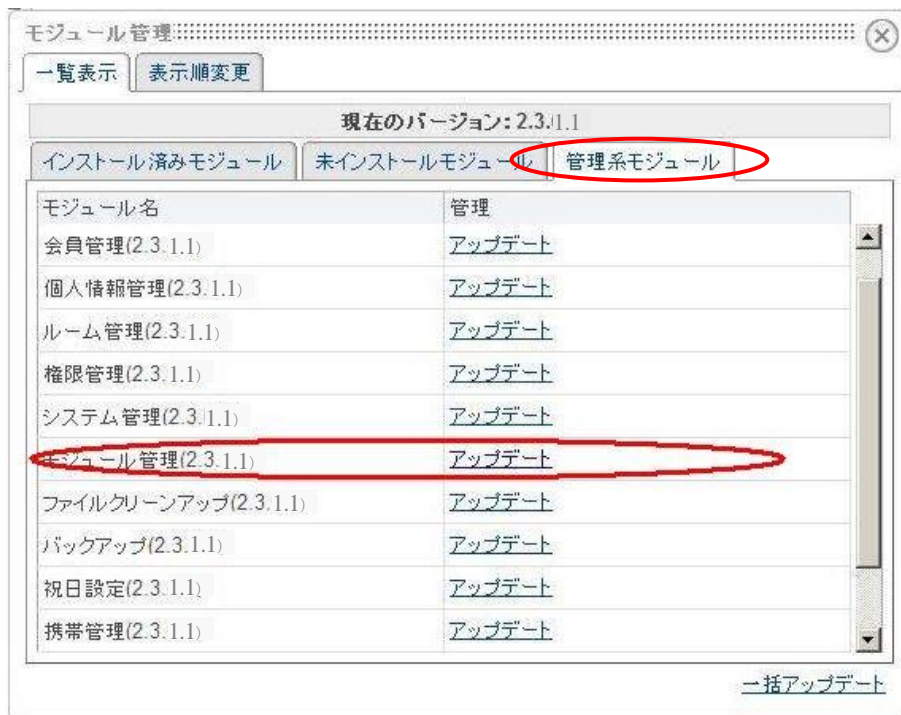 モジュール管理
一覧表示 表示順変更
現在のバージョン:2.3.1.1
インストール済みモジュール 未インストールモジュール 管理系モジュール
モジュール名 管理
会員管理(2.3.1.1) アップデート
個人情報管理(2.3.1.1) アップデート
ルーム管理(2.3.1.1) アップデート
権限管理(2.3.1.1) アップデート
システム管理(2.3.1.1) アップデート
モジュール管理(2.3.1.1) アップデート
ファイルクリーンアップ(2.3.1.1) アップデート
バックアップ(2.3.1.1) アップデート
祝日設定(2.3.1.1) アップデート
携帯管理(2.3.1.1) アップデート
一括アップデート